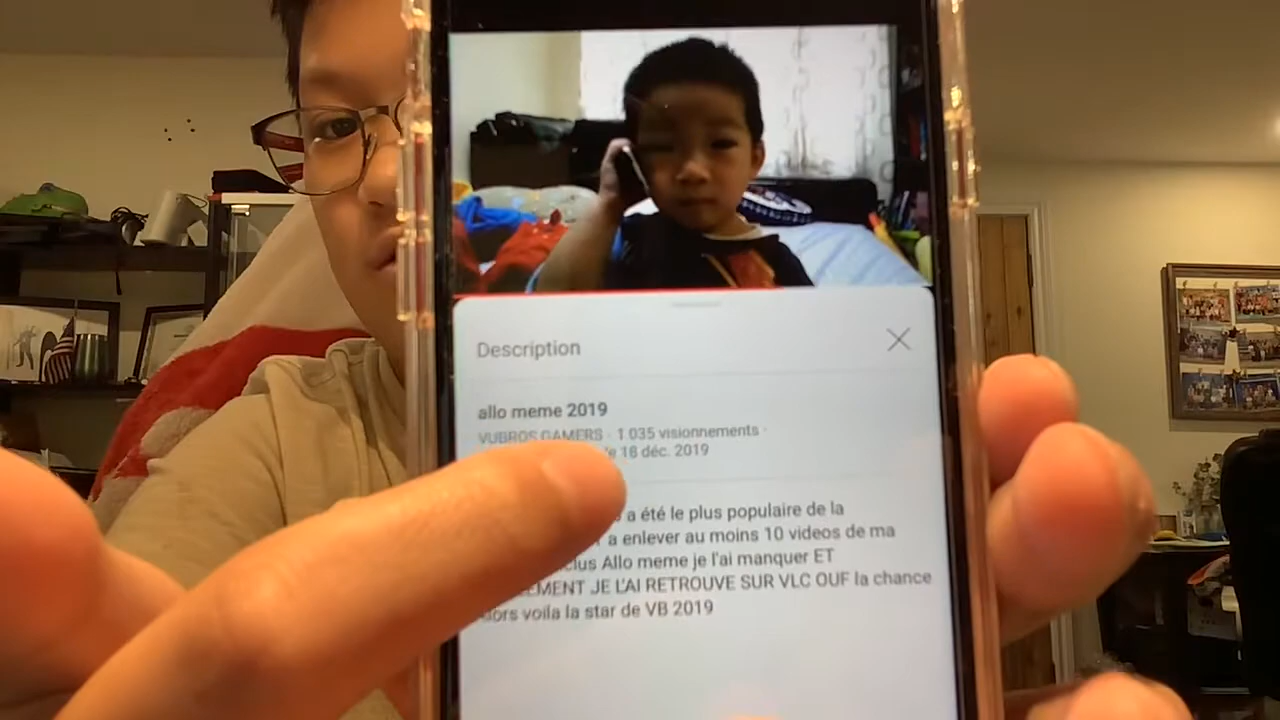 Description
allo meme 2019
VUBROS GAMERS · 1 035 visionnements ·
18 déc. 2019
a été le plus populaire de la
a enlever au moins 10 videos de ma
Allo meme je l'ai manquer ET
JE L'AI RETROUVE SUR VLC OUF la chance
voila la star de VB 2019